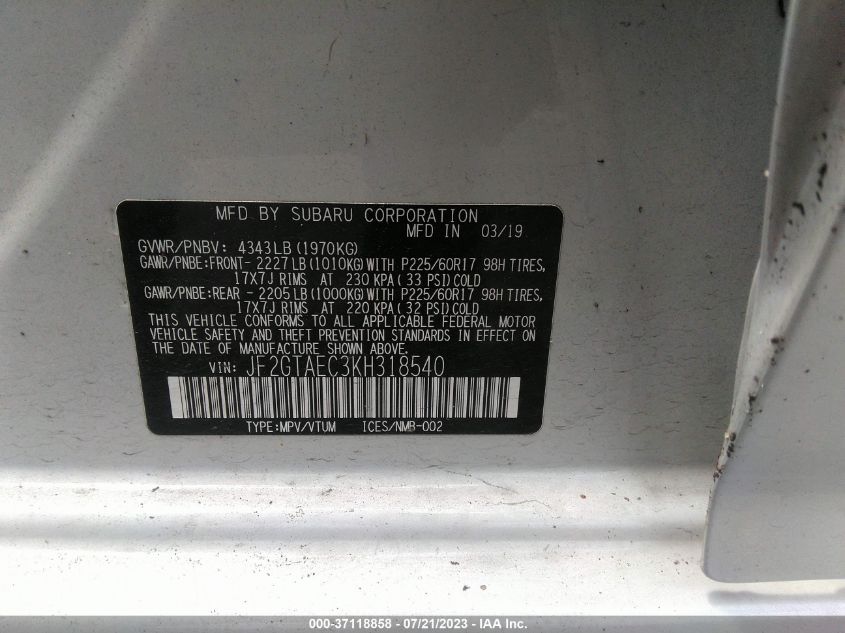 MFD BY SUBARU CORPORATION
MFD IN 03/19
GVWR/PNBV: 4343LB (1970KG)
GAWR/PNBE:FRONT- 2227LB (1010KG) WITH P225/60R17 98H TIRES,
17X7J RIMS AT 230 KPA ( 33 PSI) COLD
GAWR/PNBE:REAR - 2205LB (1000KG) WITH P225/60R17 98H TIRES,
17X7J RIMS AT 220 KPA ( 32 PSI) COLD
THIS VEHICLE CONFORMS TO ALL APPLICABLE FEDERAL MOTOR
VEHICLE SAFETY AND THEFT PREVENTION STANDARDS IN EFFECT
ON THE DATE OF MANUFACTURE SHOWN ABOVE.
VIN: JF2GTAEC3KH318540
TYPE:MPV/VTUM ICES/NMB-002
000-37118858 - 07/21/2023 - IAA Inc.